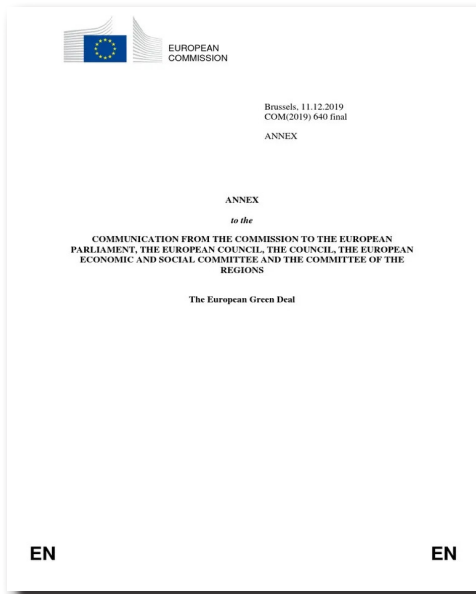 EUROPEAN
COMMISSION
Brussels, 11.12.2019
COM(2019) 640 final
ANNEX
ANNEX
to the
COMMUNICATION FROM THE COMMISSION TO THE EUROPEAN
PARLIAMENT, THE EUROPEAN COUNCIL, THE COUNCIL, THE EUROPEAN
ECONOMIC AND SOCIAL COMMITTEE AND THE COMMITTEE OF THE
REGIONS
The European Green Deal
EN EN